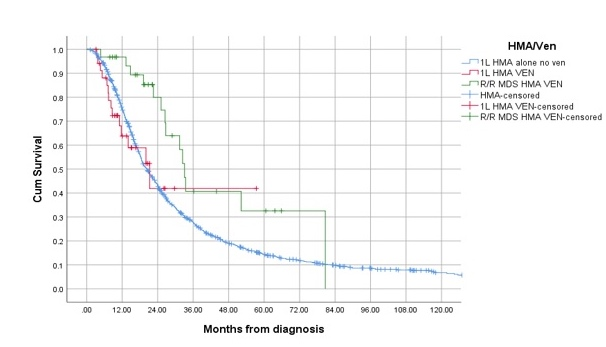 HMA/Ven
1L HMA alone no ven
1L HMA VEN
R/R MDS HMA VEN
HMA-censored
1L HMA VEN-censored
R/R MDS HMA VEN-censored
Cum Survival
1.0
0.9
0.8
0.7
0.6
0.5
0.4
0.3
0.2
0.1
0.0
.00 12.00 24.00 36.00 48.00 60.00 72.00 84.00 96.00 108.00 120.00
Months from diagnosis